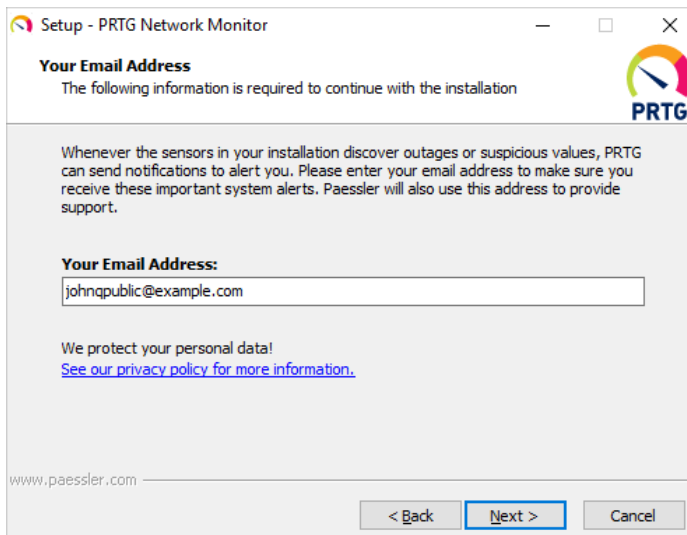 Setup - PRTG Network Monitor
Your Email Address
The following information is required to continue with the installation
PRTG
Whenever the sensors in your installation discover outages or suspicious values, PRTG
can send notifications to alert you. Please enter your email address to make sure you
receive these important system alerts. Paessler will also use this address to provide
support.
Your Email Address:
johnqpublic@example.com
We protect your personal data!
See our privacy policy for more information.
www.paessler.com
< Back Next > Cancel